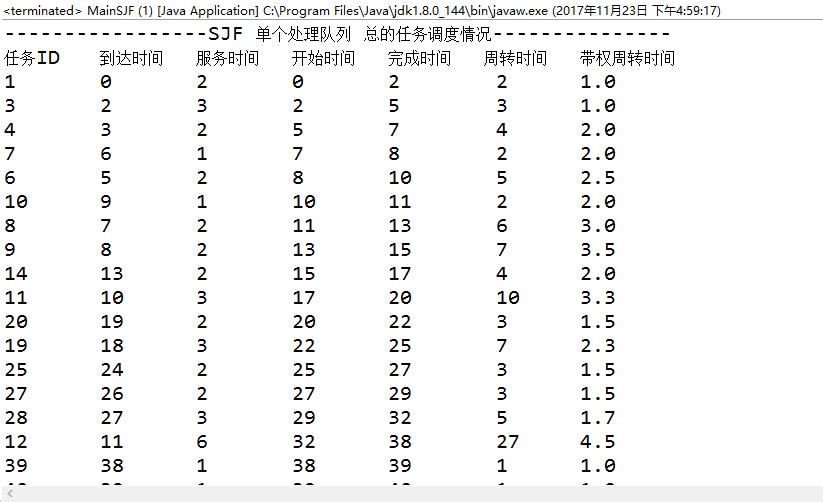 <terminated> MainSJF (1) [Java Application] C:\Program Files\Java\jdk1.8.0_144\bin\javaw.exe (2017年11月23日 下午4:59:17)
-----------------SJF 单个处理队列 总的任务调度情况---------------
任务ID 到达时间 服务时间 开始时间 完成时间 周转时间 带权周转时间
1 0 2 0 2 2 1.0
3 2 3 2 5 3 1.0
4 3 2 5 7 4 2.0
7 6 1 7 8 2 2.0
6 5 2 8 10 5 2.5
10 9 1 10 11 2 2.0
8 7 2 11 13 6 3.0
9 8 2 13 15 7 3.5
14 13 2 15 17 4 2.0
11 10 3 17 20 10 3.3
20 19 2 20 22 3 1.5
19 18 3 22 25 7 2.3
25 24 2 25 27 3 1.5
27 26 2 27 29 3 1.5
28 27 3 29 32 5 1.7
12 11 6 32 38 27 4.5
39 38 1 38 39 1 1.0